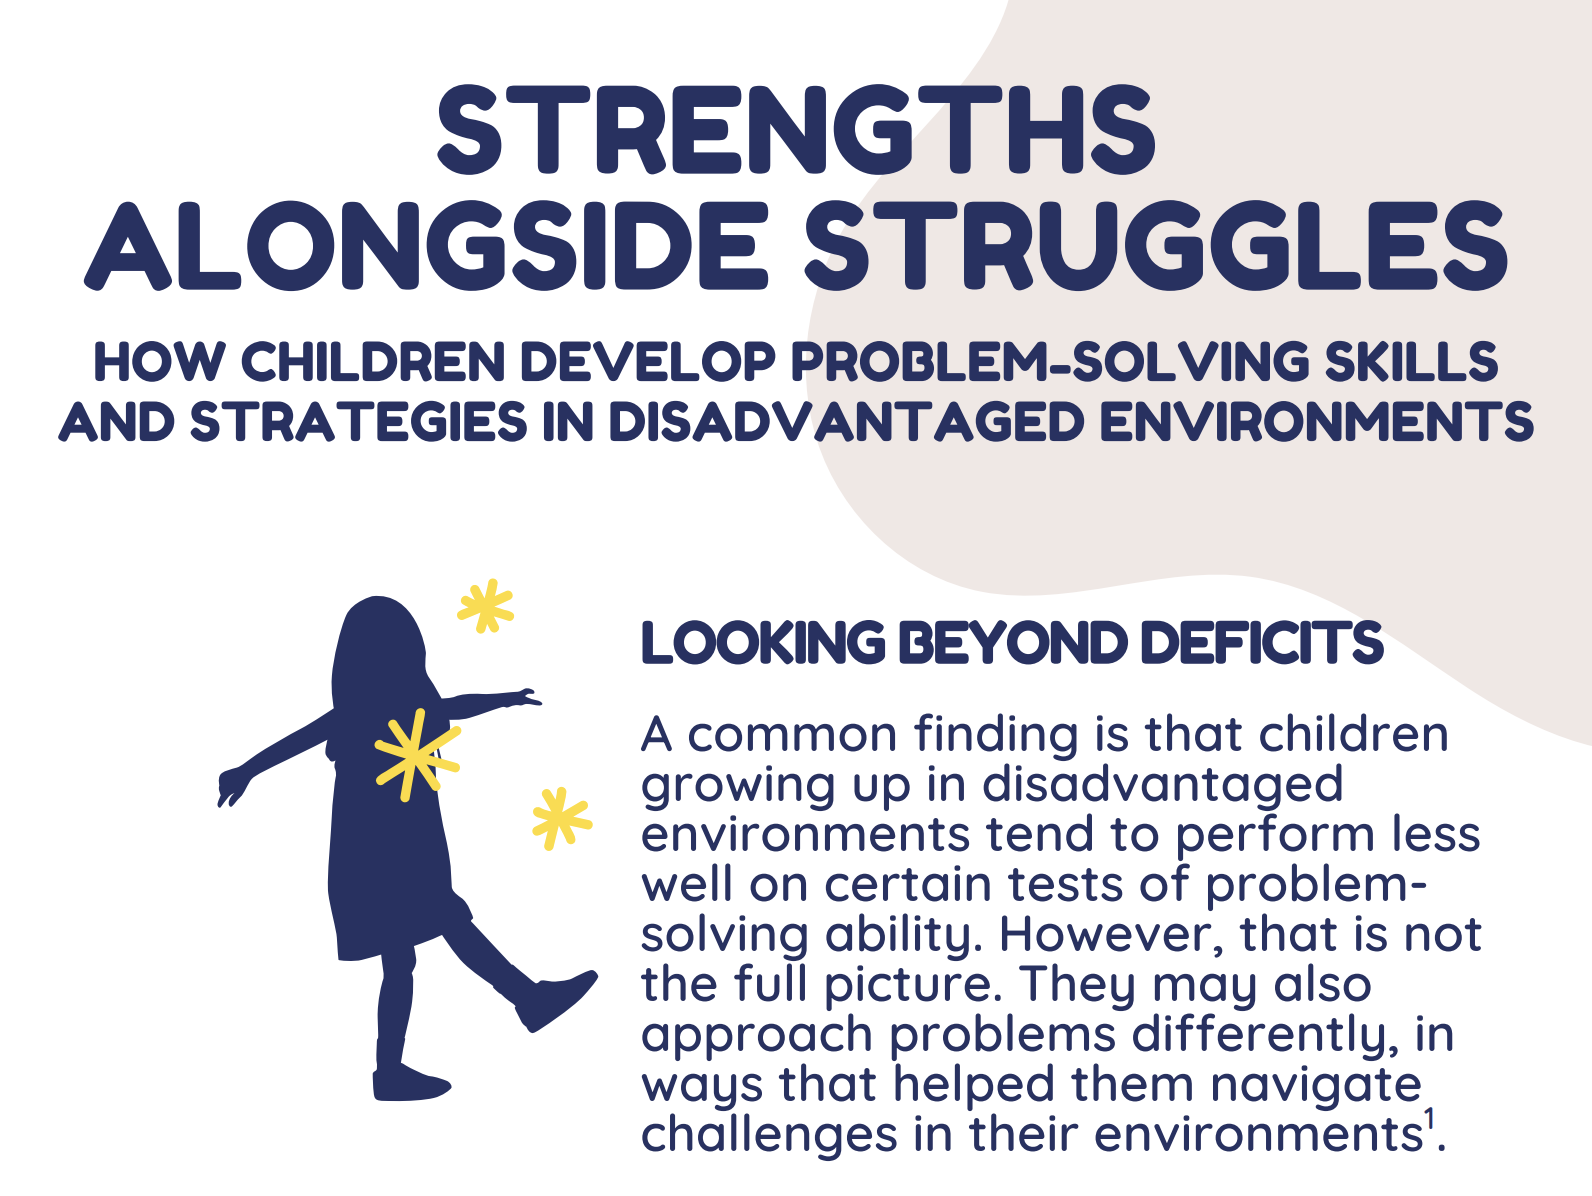 STRENGTHS
ALONGSIDE STRUGGLES
HOW CHILDREN DEVELOP PROBLEM-SOLVING SKILLS
AND STRATEGIES IN DISADVANTAGED ENVIRONMENTS
LOOKING BEYOND DEFICITS
A common finding is that children
growing up in disadvantaged
environments tend to perform less
well on certain tests of problem-
solving ability. However, that is not
the full picture. They may also
approach problems differently, in
ways that helped them navigate
challenges in their environments¹.